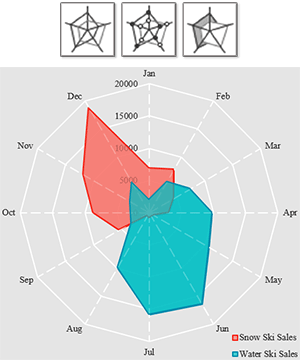 Jan
20000
15000
10000
5000
Feb
Mar
Apr
May
Jun
Jul
Aug
Sep
Oct
Nov
Dec
Snow Ski Sales
Water Ski Sales